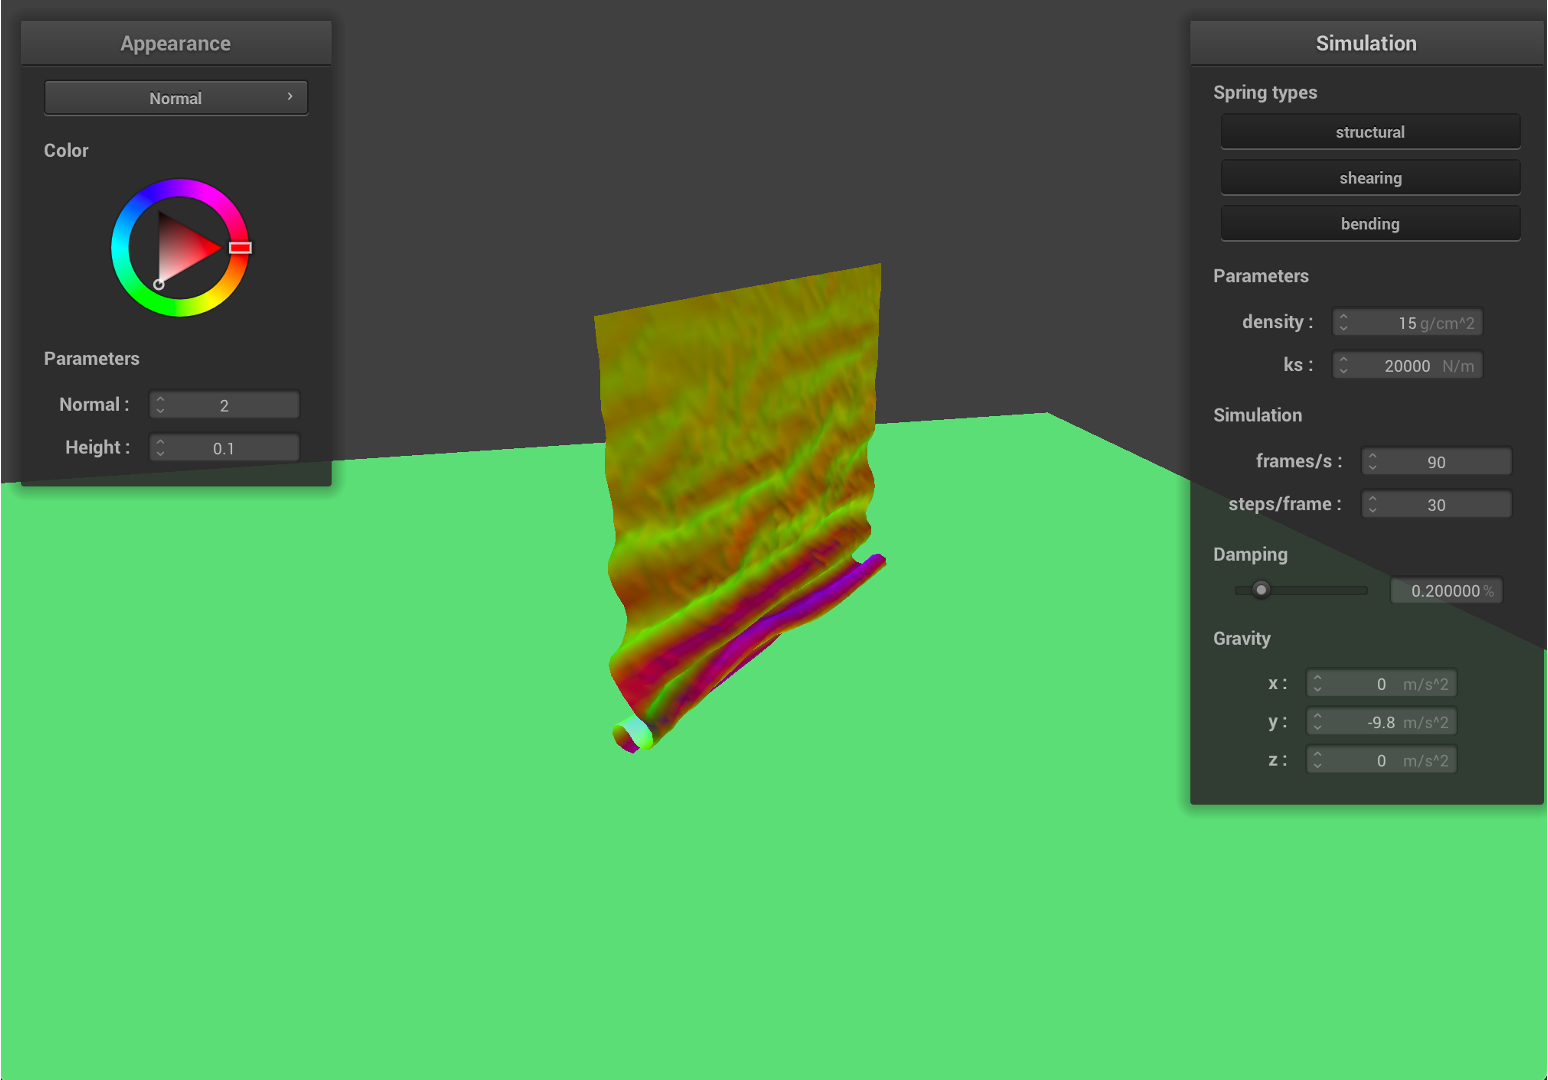 Appearance
Normal
Color
Parameters
Normal : 2
Height : 0.1
Simulation
Spring types
structural
shearing
bending
Parameters
density : 15 g/cm^2
ks : 20000 N/m
Simulation
frames/s : 90
steps/frame : 30
Damping
0.200000 %
Gravity
x : 0 m/s^2
y : -9.8 m/s^2
z : 0 m/s^2